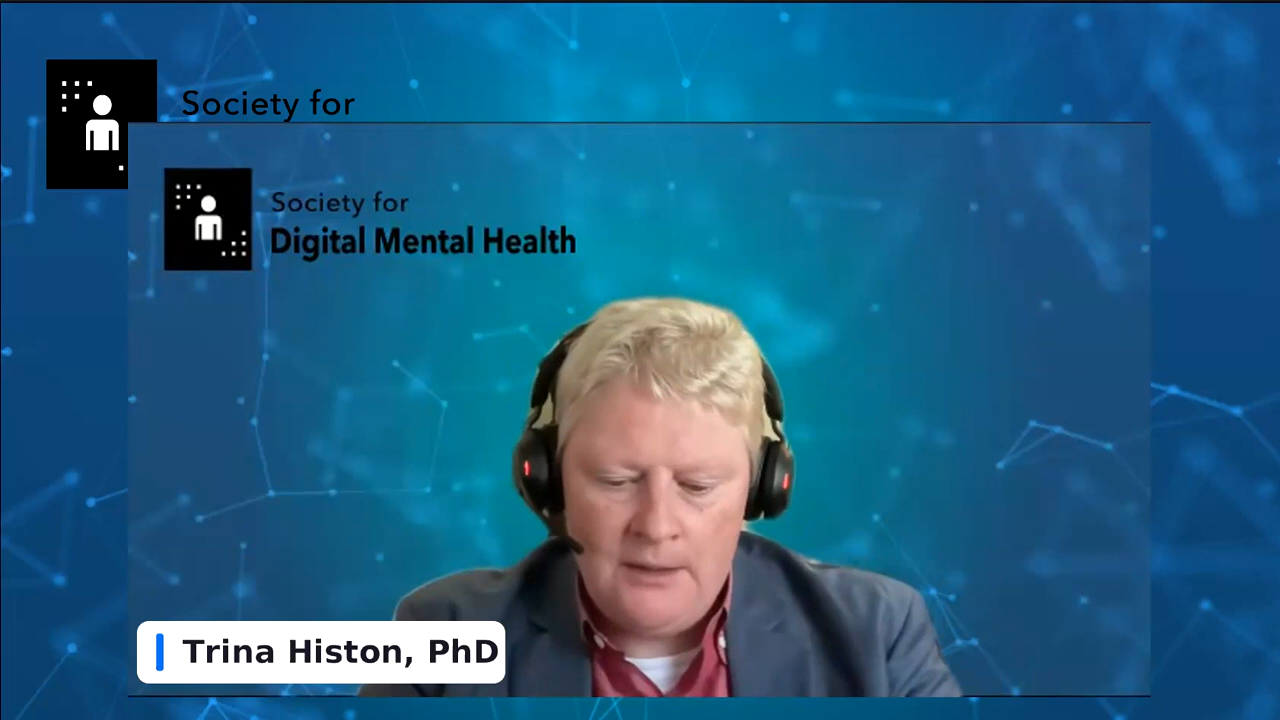 Society for
Society for
Digital Mental Health
Trina Histon, PhD